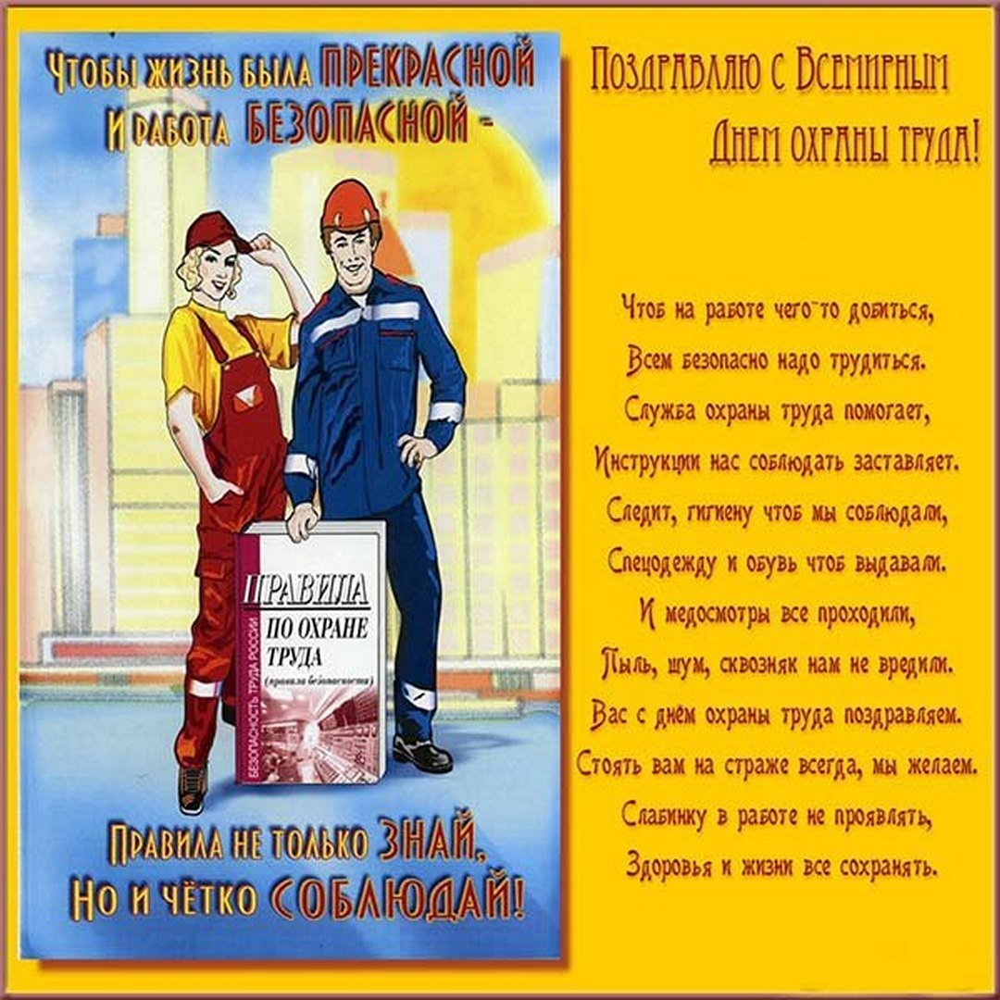 Чтобы жизнь была ПРЕКРАСНОЙ
И работа БЕЗОПАСНОЙ -
ПРАВИЛА
ПО ОХРАНЕ
ТРУДА
(правила безопасности)
БЕЗОПАСНОСТЬ ТРУДА РОССИИ
Правила не только ЗНАЙ,
Но и чётко СОБЛЮДАЙ!
Поздравляю с Всемирным
Днем охраны труда!
Чтоб на работе чего-то добиться,
Всем безопасно надо трудиться.
Служба охраны труда помогает,
Инструкции нас соблюдать заставляет.
Следит, гигиену чтоб мы соблюдали,
Спецодежду и обувь чтоб выдавали.
И медосмотры все проходили,
Пыль, шум, сквозняк нам не вредили.
Вас с днём охраны труда поздравляем.
Стоять вам на страже всегда, мы желаем.
Слабинку в работе не проявлять,
Здоровья и жизни все сохранять.